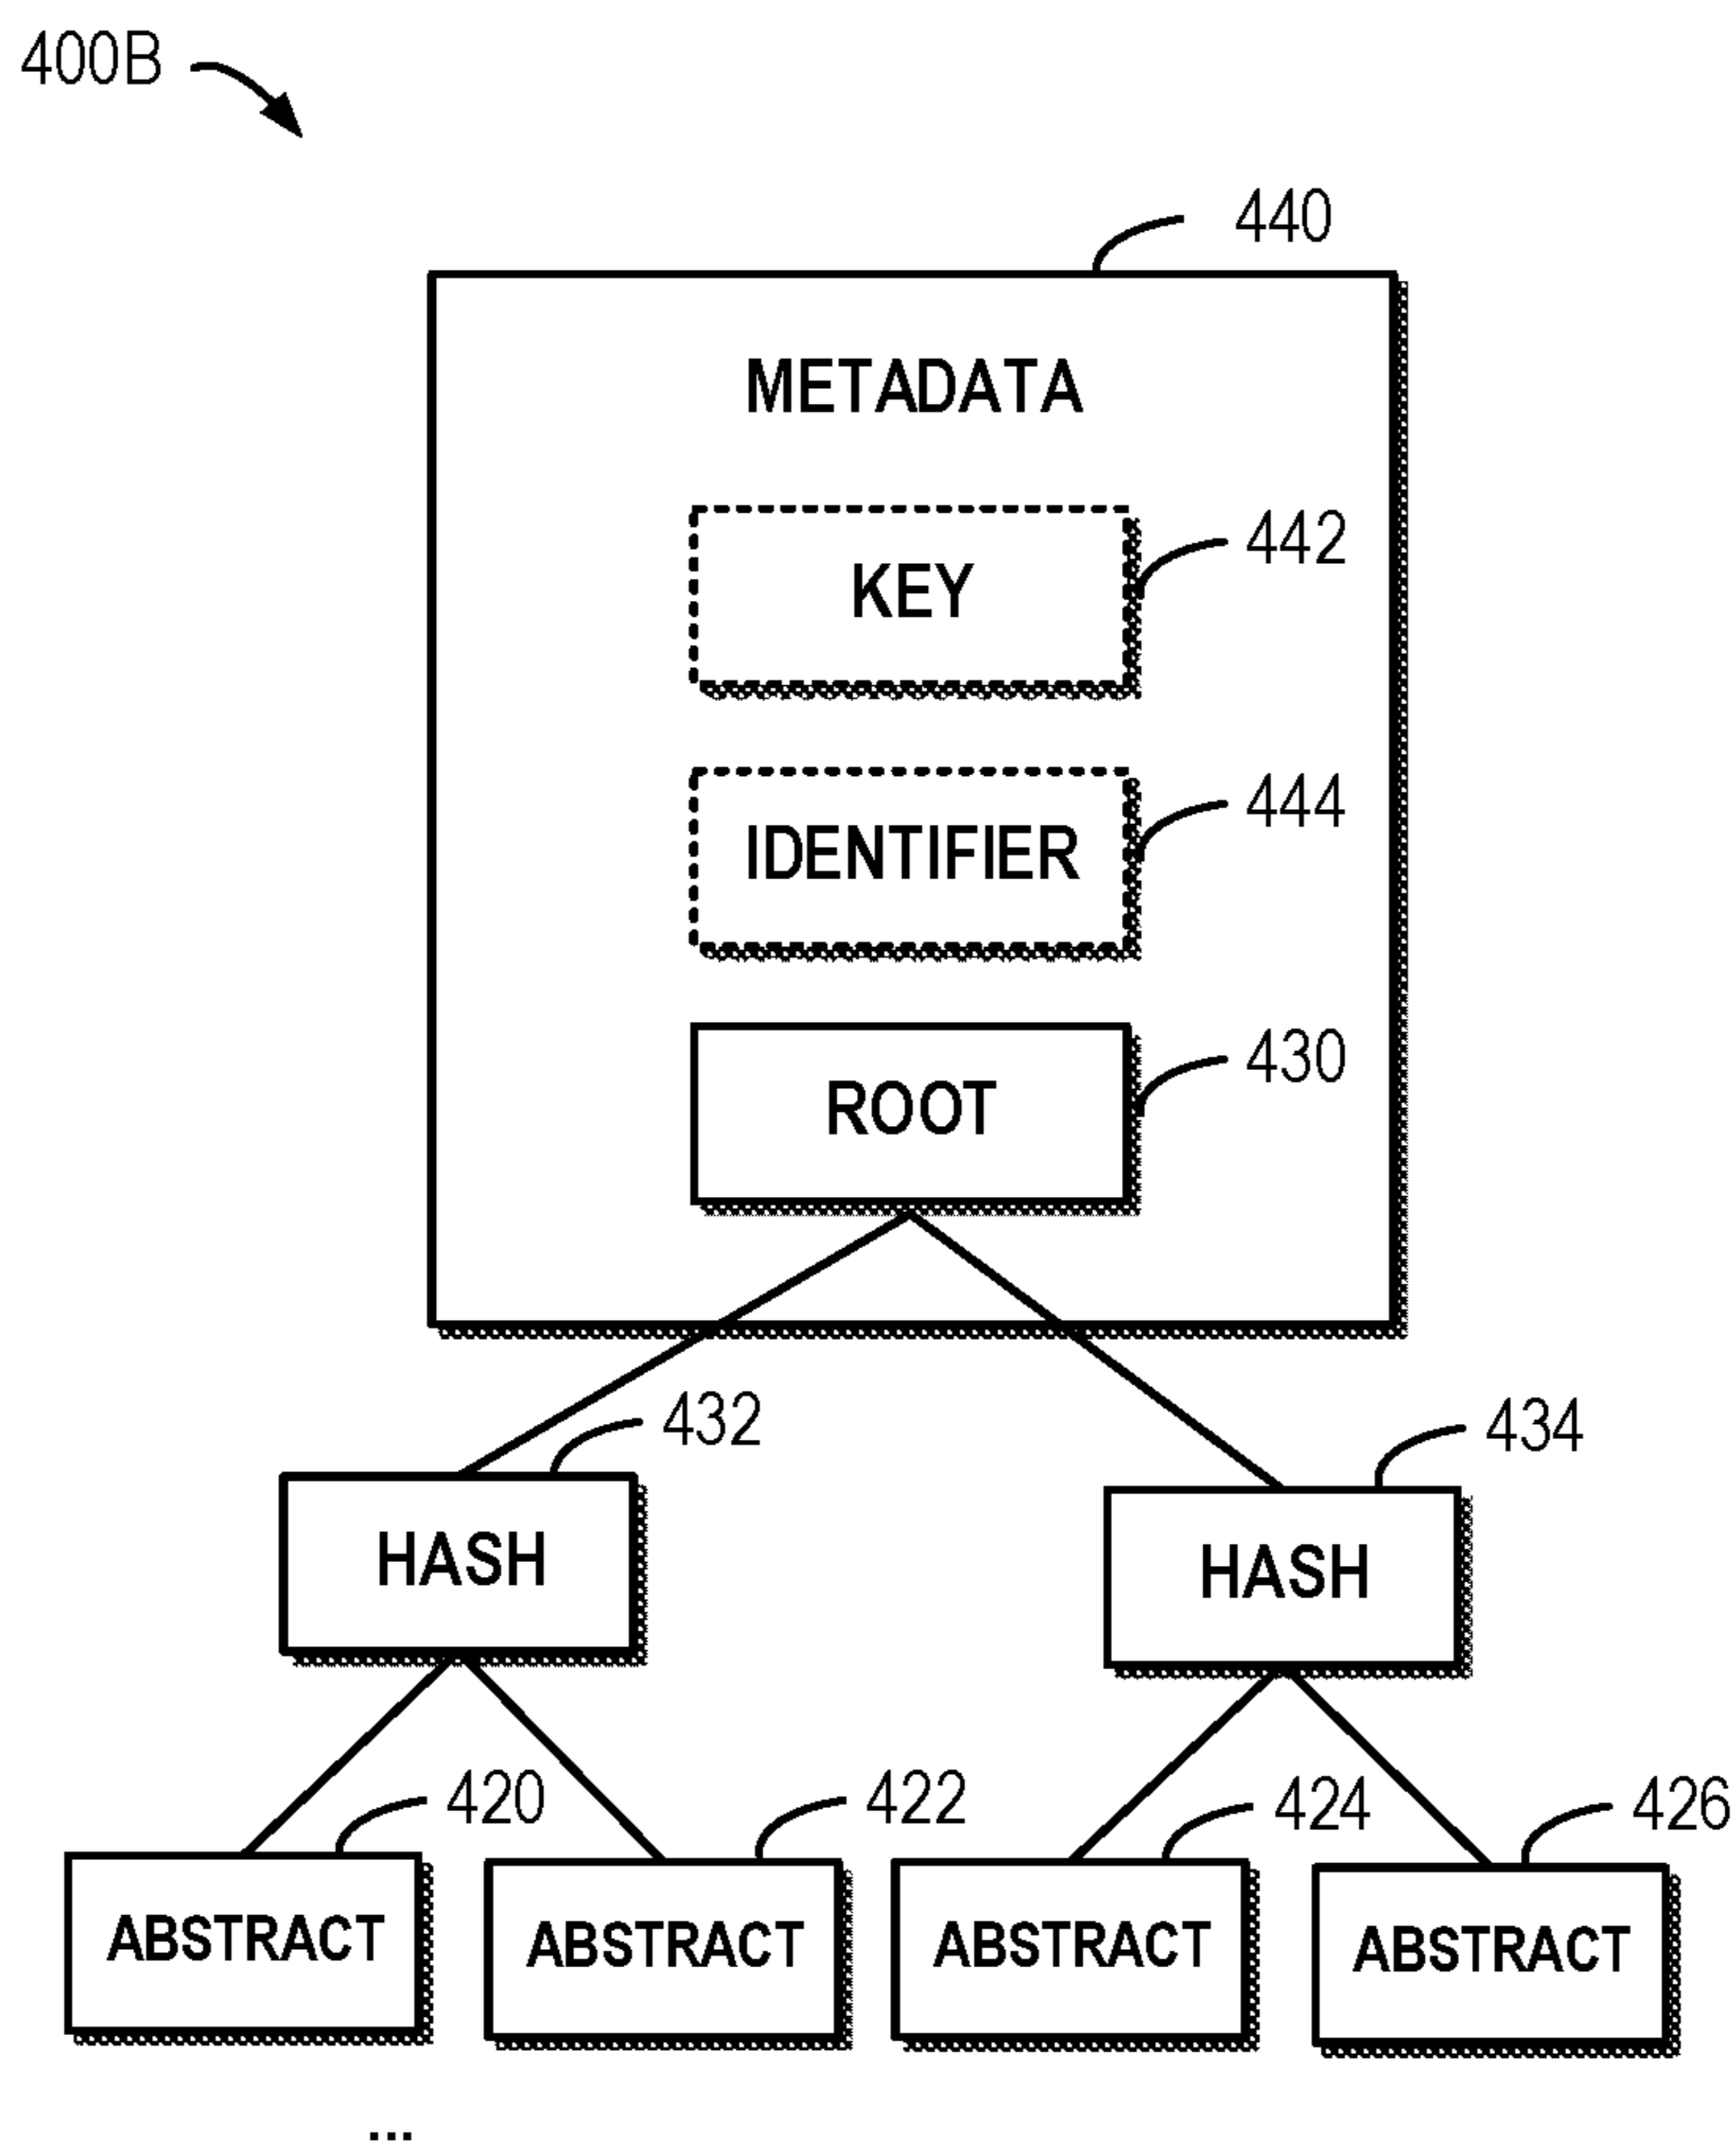 400B
440
METADATA
KEY
442
IDENTIFIER
444
ROOT
430
432
434
HASH
HASH
420
422
424
426
ABSTRACT
ABSTRACT
ABSTRACT
ABSTRACT
...